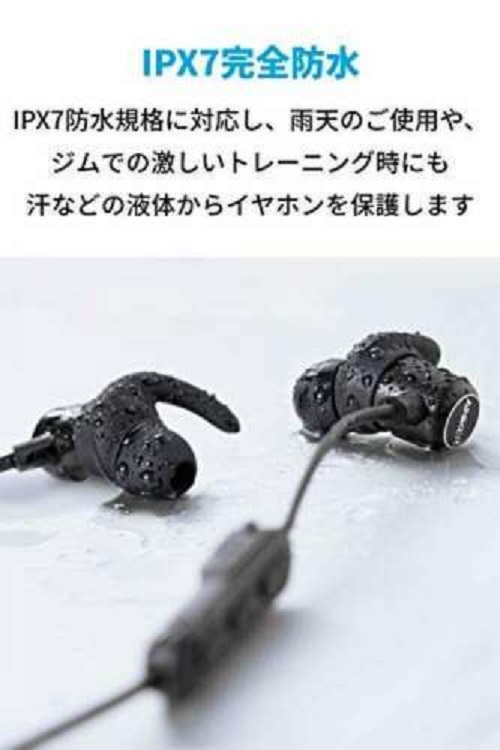 IPX7完全防水
IPX7防水規格に対応し、雨天のご使用や、
ジムでの激しいトレーニング時にも
汗などの液体からイヤホンを保護します